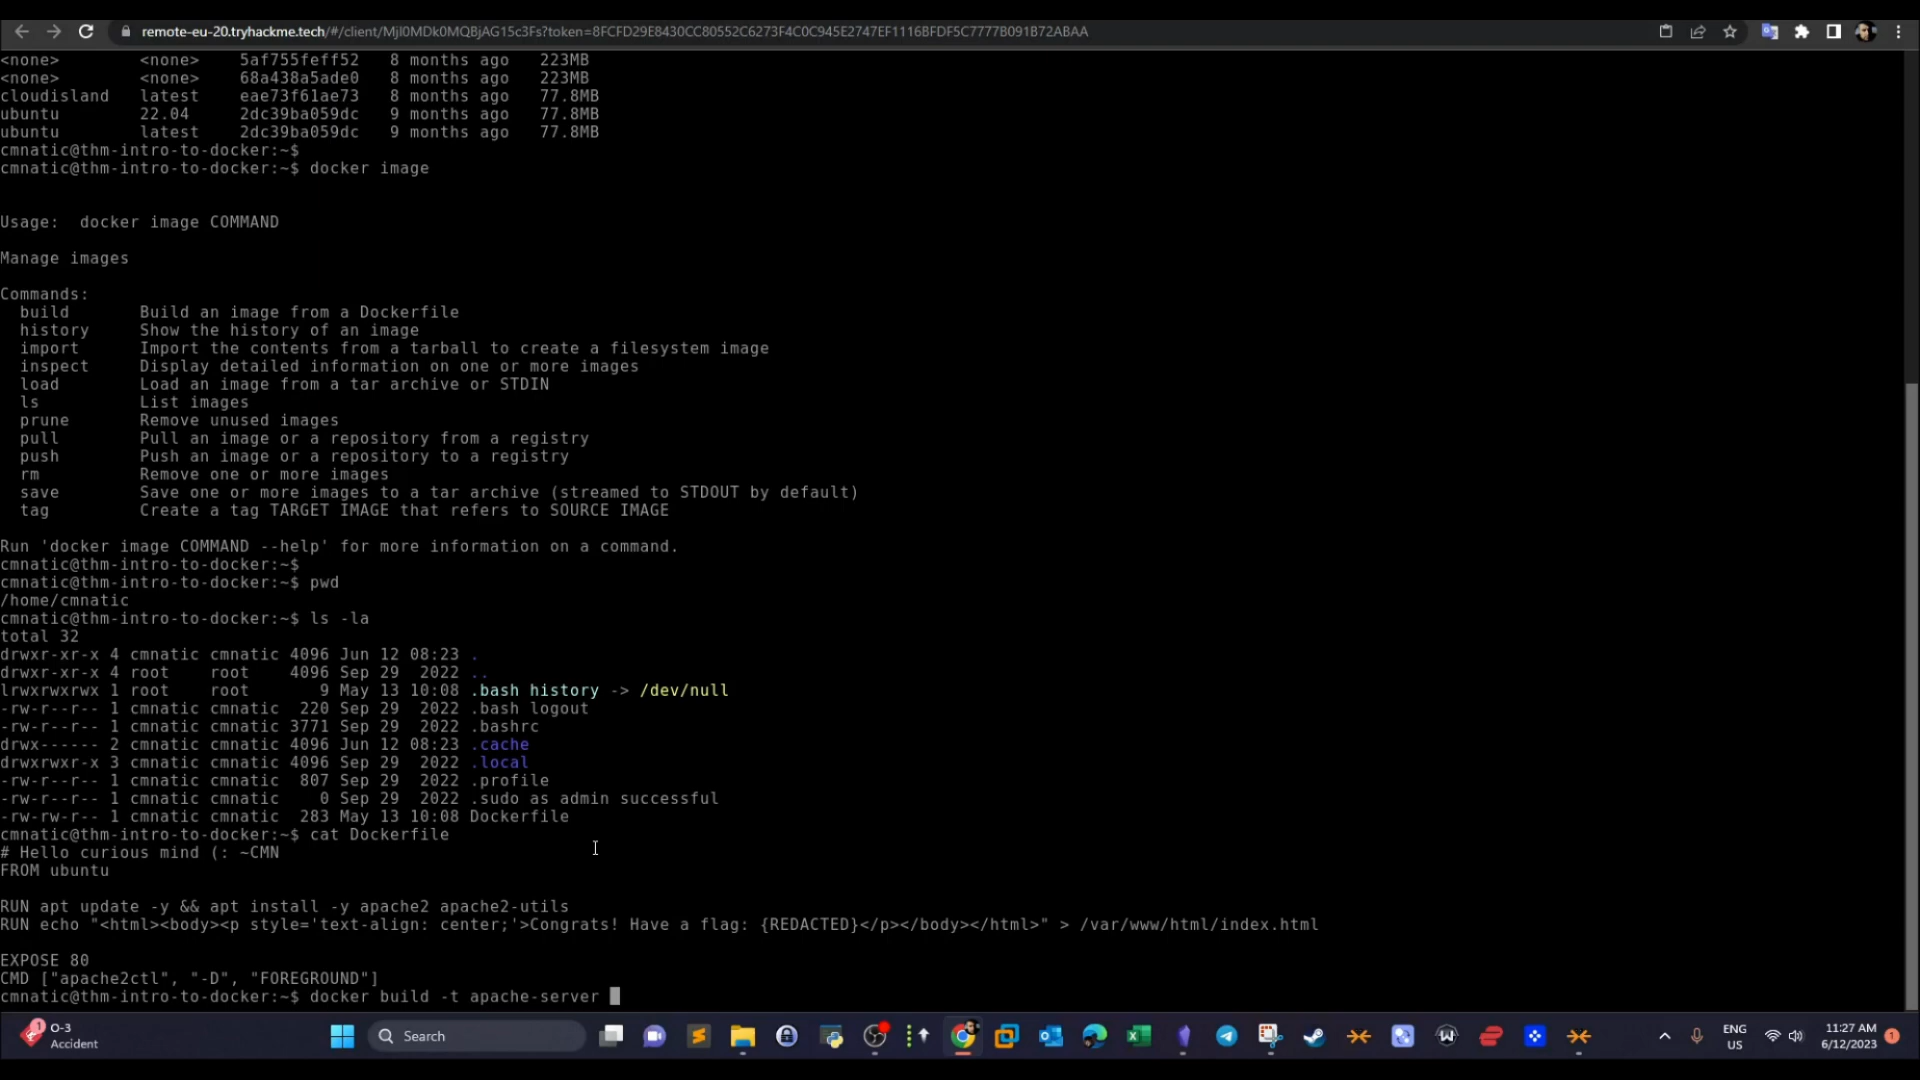 remote-eu-20.tryhackme.tech/#/client/MjI0MDk0MQBjAG15c3Fs?token=8FCFD29E8430CC80552C6273F4C0C945E2747EF1116BFDF5C7777B091B72ABAA
<none> <none> 5af755feff52 8 months ago 223MB
<none> <none> 68a438a5ade0 8 months ago 223MB
cloudisland latest eae73f61ae73 8 months ago 77.8MB
ubuntu 22.04 2dc39ba059dc 9 months ago 77.8MB
ubuntu latest 2dc39ba059dc 9 months ago 77.8MB
cmnatic@thm-intro-to-docker:~$
cmnatic@thm-intro-to-docker:~$ docker image
Usage: docker image COMMAND
Manage images
Commands:
build Build an image from a Dockerfile
history Show the history of an image
import Import the contents from a tarball to create a filesystem image
inspect Display detailed information on one or more images
load Load an image from a tar archive or STDIN
ls List images
prune Remove unused images
pull Pull an image or a repository from a registry
push Push an image or a repository to a registry
rm Remove one or more images
save Save one or more images to a tar archive (streamed to STDOUT by default)
tag Create a tag TARGET IMAGE that refers to SOURCE IMAGE
Run 'docker image COMMAND --help' for more information on a command.
cmnatic@thm-intro-to-docker:~$
cmnatic@thm-intro-to-docker:~$ pwd
/home/cmnatic
cmnatic@thm-intro-to-docker:~$ ls -la
total 32
drwxr-xr-x 4 cmnatic cmnatic 4096 Jun 12 08:23 .
drwxr-xr-x 4 root root 4096 Sep 29 2022 ..
lrwxrwxrwx 1 root root 9 May 13 10:08 .bash history -> /dev/null
-rw-r--r-- 1 cmnatic cmnatic 220 Sep 29 2022 .bash logout
-rw-r--r-- 1 cmnatic cmnatic 3771 Sep 29 2022 .bashrc
drwx------ 2 cmnatic cmnatic 4096 Jun 12 08:23 .cache
drwxrwxr-x 3 cmnatic cmnatic 4096 Sep 29 2022 .local
-rw-r--r-- 1 cmnatic cmnatic 807 Sep 29 2022 .profile
-rw-r--r-- 1 cmnatic cmnatic 0 Sep 29 2022 .sudo as admin successful
-rw-rw-r-- 1 cmnatic cmnatic 283 May 13 10:08 Dockerfile
cmnatic@thm-intro-to-docker:~$ cat Dockerfile
# Hello curious mind (: ~CMN
FROM ubuntu
RUN apt update -y && apt install -y apache2 apache2-utils
RUN echo "<html><body><p style='text-align: center;'>Congrats! Have a flag: {REDACTED}</p></body></html>" > /var/www/html/index.html
EXPOSE 80
CMD ["apache2ctl", "-D", "FOREGROUND"]
cmnatic@thm-intro-to-docker:~$ docker build -t apache-server
1
O-3
Accident
Search
ENG
US
11:27 AM
6/12/2023
1